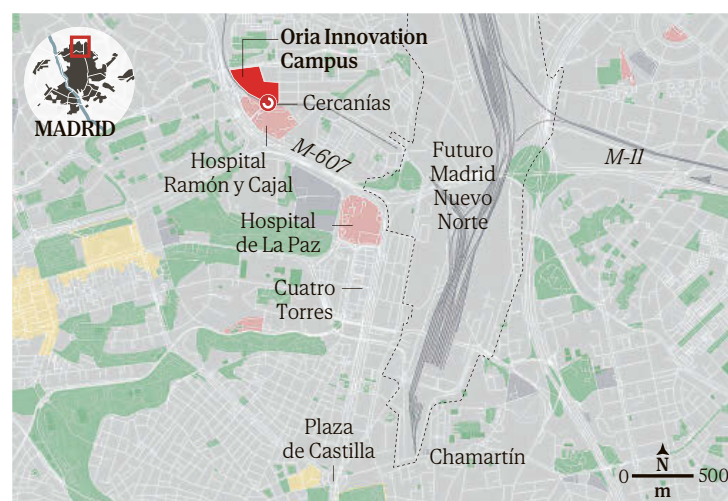 Oria Innovation
Campus
Cercanías
MADRID
Hospital
Ramón y Cajal
M-607
Futuro
Madrid
Nuevo
Norte
M-11
Hospital
de La Paz
Cuatro
Torres
Plaza
de Castilla
Chamartín
N
0 500
m